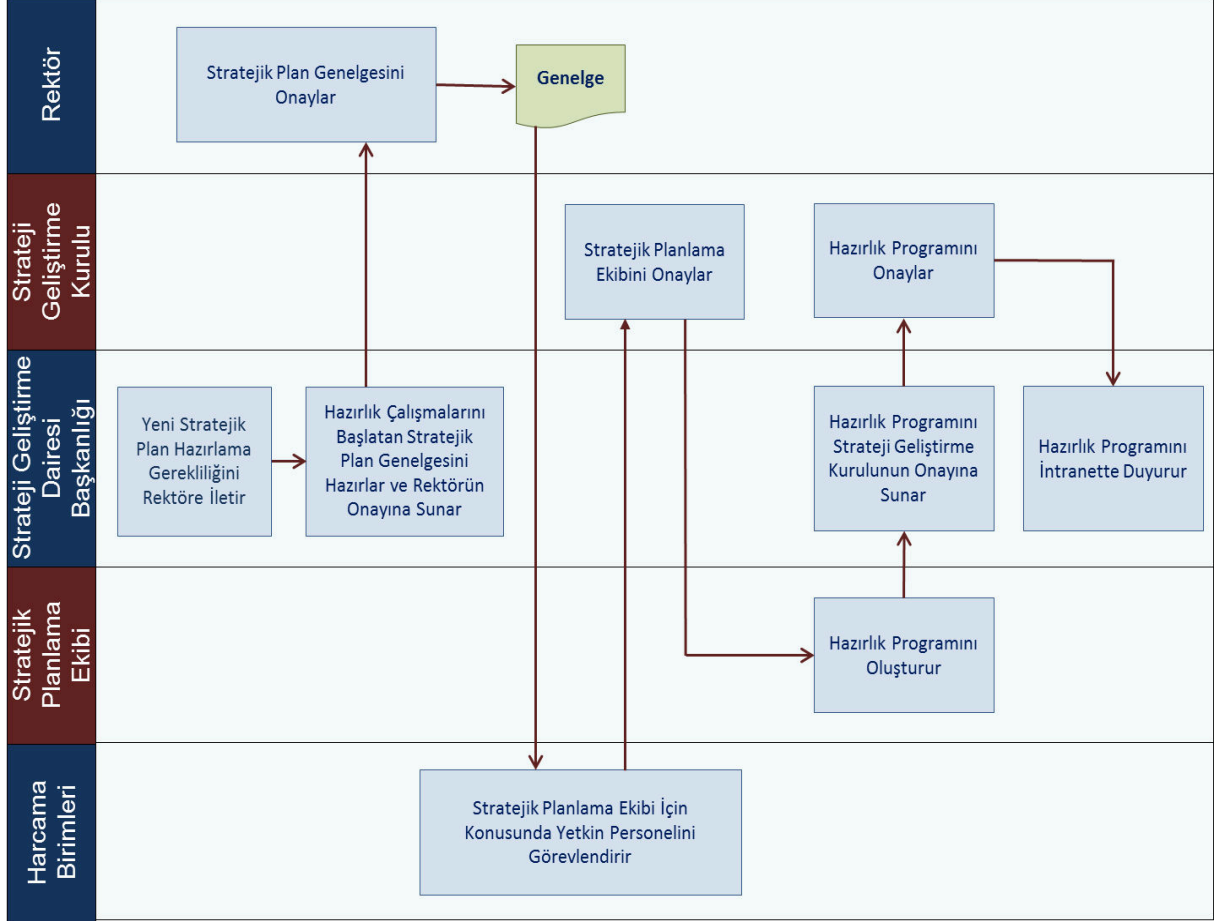 Rektör
Stratejik Plan Genelgesini
Onaylar
Genelge
Strateji
Geliştirme
Kurulu
Stratejik Planlama
Ekibini Onaylar
Hazırlık Programını
Onaylar
Strateji Geliştirme
Dairesi
Başkanlığı
Yeni Stratejik
Plan Hazırlama
Gerekliliğini
Rektöre İletir
Hazırlık Çalışmalarını
Başlatan Stratejik
Plan Genelgesini
Hazırlar ve Rektörün
Onayına Sunar
Hazırlık Programını
Strateji Geliştirme
Kurulunun Onayına
Sunar
Hazırlık Programını
İntranette Duyurur
Stratejik
Planlama
Ekibi
Hazırlık Programını
Oluşturur
Harcama
Birimleri
Stratejik Planlama Ekibi İçin
Konusunda Yetkin Personelini
Görevlendirir